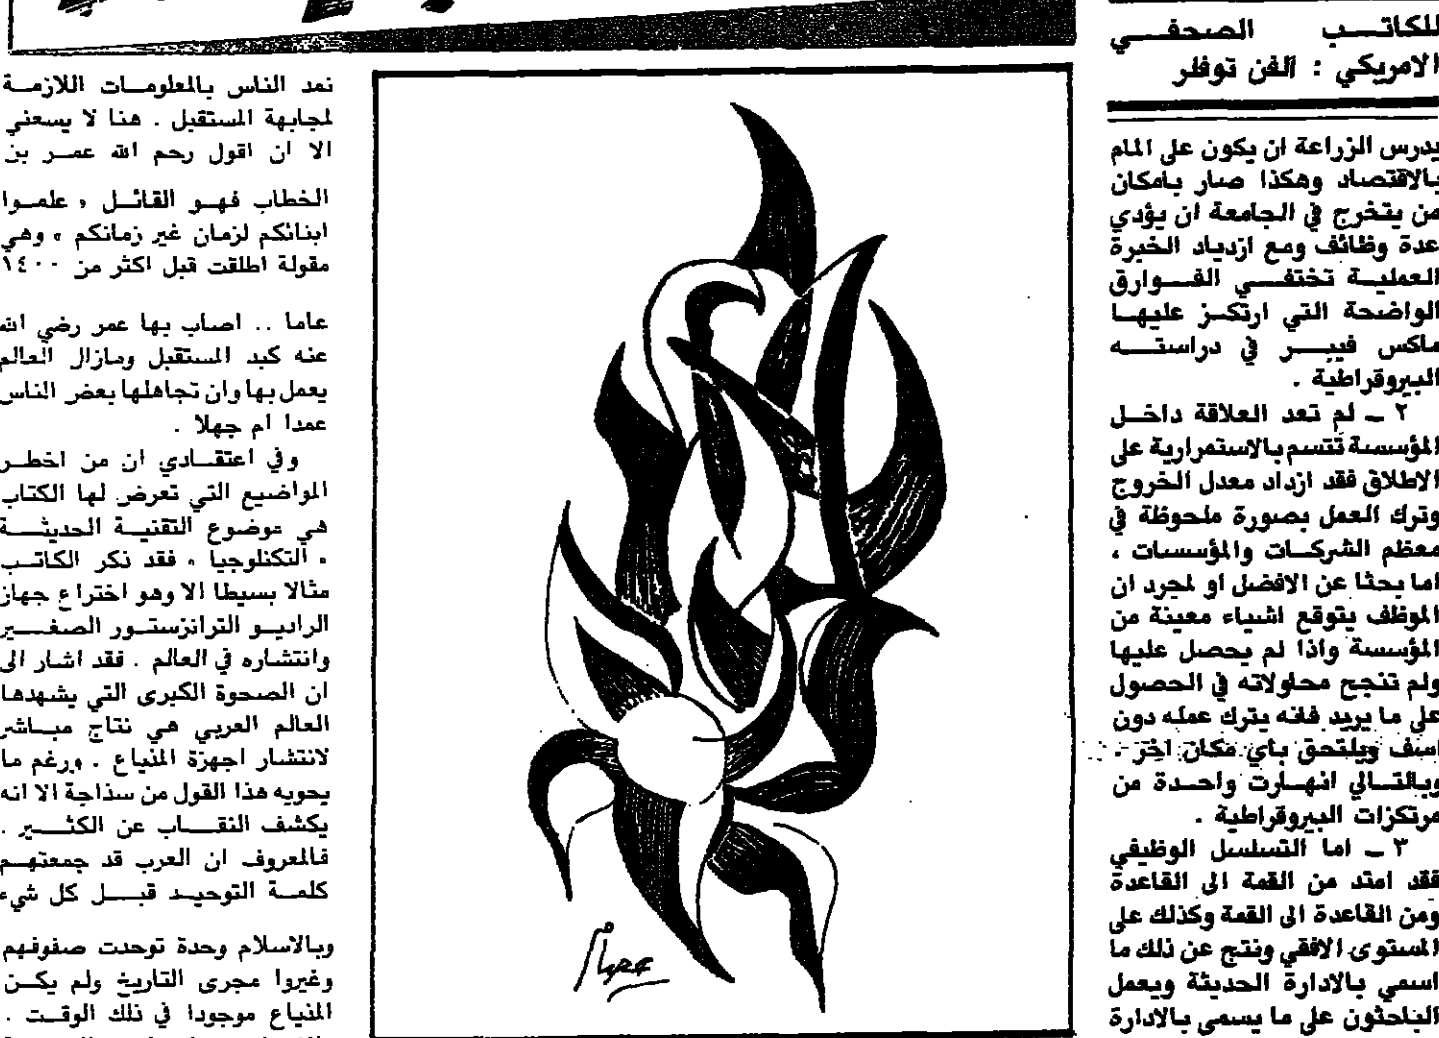 للكاتب الصحفي
الامريكي : الفن توفلر
يدرس الزراعة ان يكون على المام
بالاقتصاد وهكذا صار بامكان
من يتخرج في الجامعة ان يؤدي
عدة وظائف ومع ازدياد الخبرة
العملية تختفي الفوارق
الواضحة التي ارتكز عليها
ماكس فيبر في دراسته
البيروقراطية .
٢ ـ لم تعد العلاقة داخل
المؤسسة تتسم بالاستمرارية على
الاطلاق فقد ازداد معدل الخروج
وترك العمل بصورة ملحوظة في
معظم الشركات والمؤسسات ،
اما بحثا عن الافضل او لمجرد ان
الموظف يتوقع اشياء معينة من
المؤسسة واذا لم يحصل عليها
ولم تنجح محاولاته في الحصول
على ما يريد فانه يترك عمله دون
اسف ويلتحق باي مكان اخر .
وبالتالي انهارت واحدة من
مرتكزات البيروقراطية .
٣ ـ اما التسلسل الوظيفي
فقد امتد من القمة الى القاعدة
ومن القاعدة الى القمة وكذلك على
المستوى الافقي ونتج عن ذلك ما
اسمي بالادارة الحديثة ويعمل
الباحثون على ما يسمى بالادارة
نمد الناس بالمعلومات اللازمة
لمجابهة المستقبل . هنا لا يسعني
الا ان اقول رحم الله عمر بن
الخطاب فهو القائل « علموا
ابنائكم لزمان غير زمانكم » وهي
مقولة اطلقت قبل اكثر من ١٤٠٠
عاما .. اصاب بها عمر رضي الله
عنه كبد المستقبل ومازال العالم
يعمل بها وان تجاهلها بعض الناس
عمدا ام جهلا .
وفي اعتقادي ان من اخطر
المواضيع التي تعرض لها الكتاب
هي موضوع التقنية الحديثة
« التكنلوجيا » فقد ذكر الكاتب
مثالا بسيطا الا وهو اختراع جهاز
الراديو الترانزستور الصغير
وانتشاره في العالم . فقد اشار الى
ان الصحوة الكبرى التي يشهدها
العالم العربي هي نتاج مباشر
لانتشار اجهزة المذياع . ورغم ما
يحويه هذا القول من سذاجة الا انه
يكشف النقاب عن الكثير .
فالمعروف ان العرب قد جمعتهم
كلمة التوحيد قبل كل شيء
وبالاسلام وحدة توحدت صفوفهم
وغيروا مجرى التاريخ ولم يكن
المذياع موجودا في ذلك الوقت .